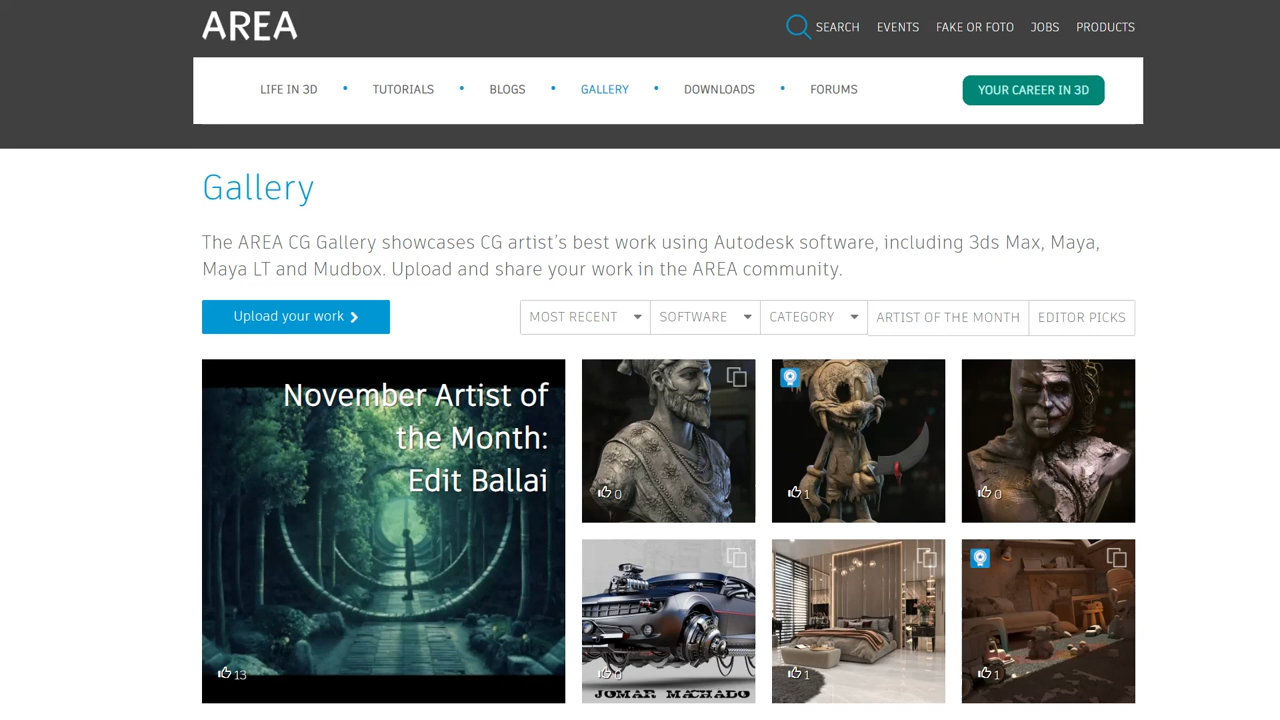 AREA
SEARCH EVENTS FAKE OR FOTO JOBS PRODUCTS
LIFE IN 3D • TUTORIALS • BLOGS • GALLERY • DOWNLOADS • FORUMS YOUR CAREER IN 3D
Gallery
The AREA CG Gallery showcases CG artist's best work using Autodesk software, including 3ds Max, Maya,
Maya LT and Mudbox. Upload and share your work in the AREA community.
Upload your work
MOST RECENT SOFTWARE CATEGORY ARTIST OF THE MONTH EDITOR PICKS
November Artist of
the Month:
Edit Ballai
13
0
1
0
0
JOMAR MACHADO
1
1